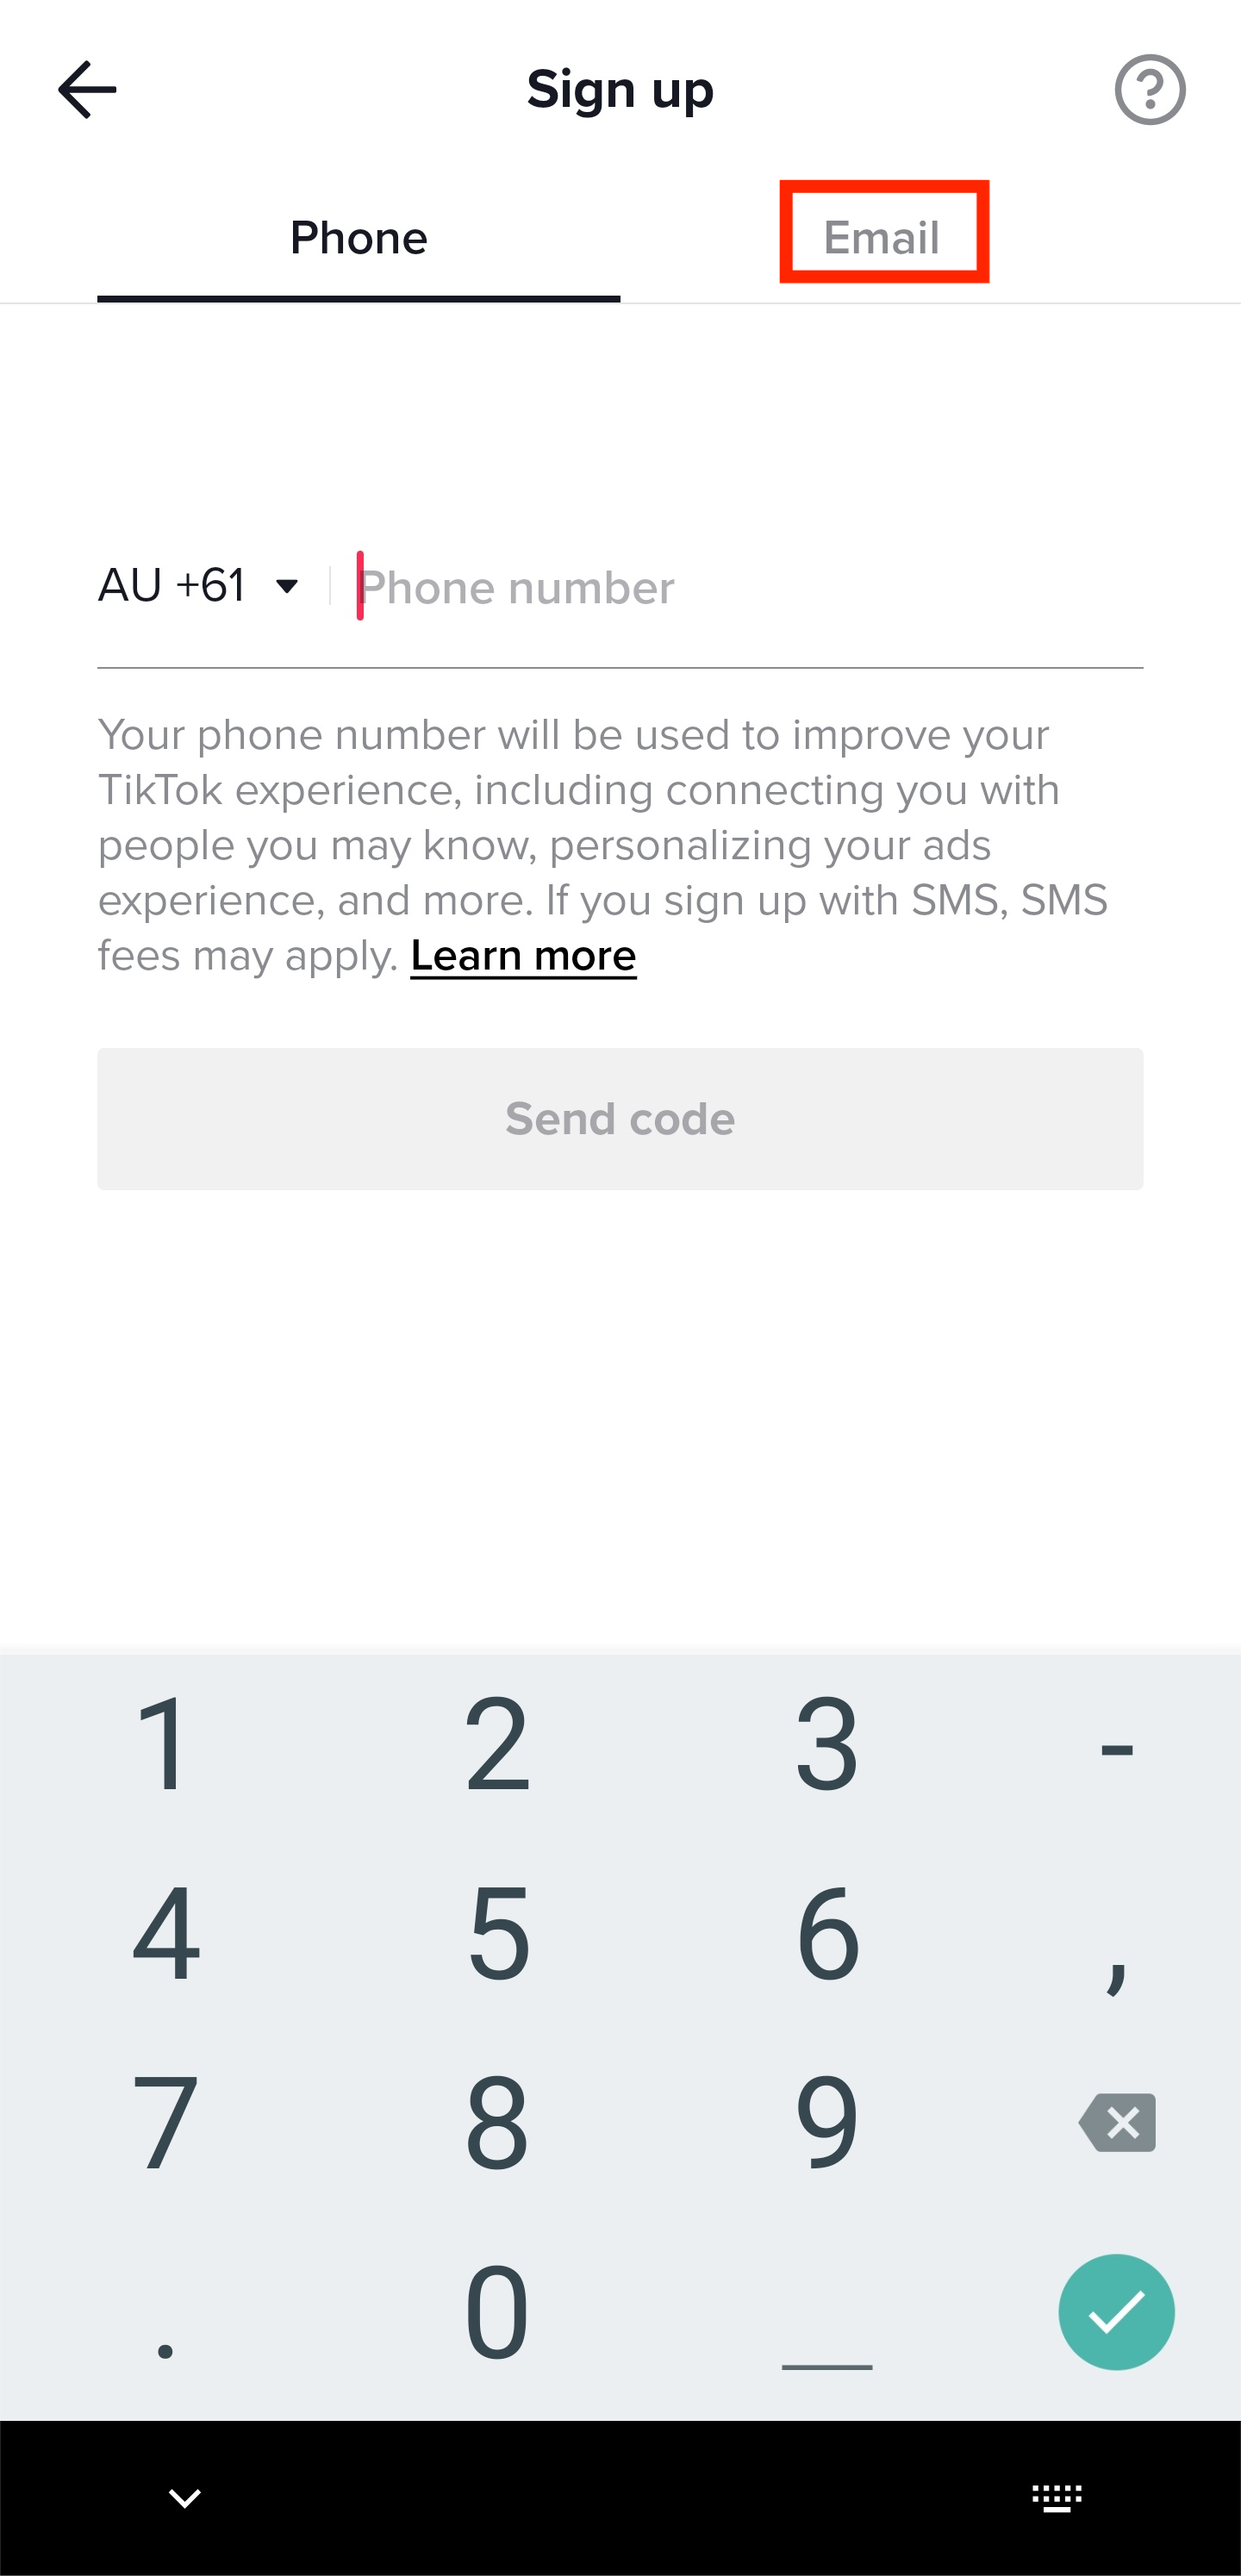 Sign up
Phone Email
AU +61 Phone number
Your phone number will be used to improve your
TikTok experience, including connecting you with
people you may know, personalizing your ads
experience, and more. If you sign up with SMS, SMS
fees may apply. Learn more
Send code
1 2 3 -
4 5 6 ,
7 8 9
. 0 _